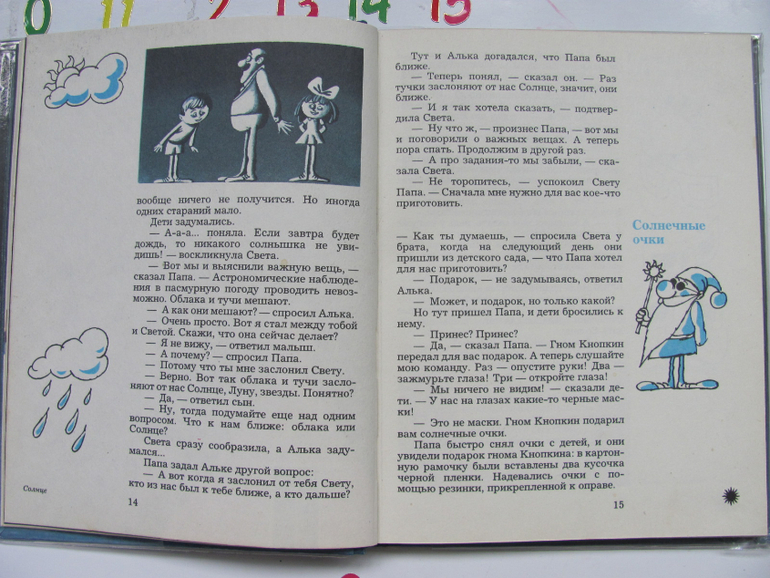 0 11 2 13 14 15
вообще ничего не получится. Но иногда
одних стараний мало.
Дети задумались.
— А-а-а... поняла. Если завтра будет
дождь, то никакого солнышка не уви-
дишь! — воскликнула Света.
— Вот мы и выяснили важную вещь, —
сказал Папа. — Астрономические наблюде-
ния в пасмурную погоду проводить невоз-
можно. Облака и тучи мешают.
— А как они мешают? — спросил Алька.
— Очень просто. Вот я стал между тобой
и Светой. Скажи, что она сейчас делает?
— Я не вижу, — ответил малыш.
— А почему? — спросил Папа.
— Потому что ты мне заслонил Свету.
— Верно. Вот так облака и тучи засло-
няют от нас Солнце, Луну, звезды. Понятно?
— Да, — ответил сын.
— Ну, тогда подумайте еще над одним
вопросом. Что к нам ближе: облака или
Солнце?
Света сразу сообразила, а Алька заду-
мался...
Папа задал Альке другой вопрос:
— А вот когда я заслонил от тебя Свету,
кто из нас был к тебе ближе, а кто дальше?
Солнце
14
Тут и Алька догадался, что Папа был
ближе.
— Теперь понял, — сказал он. — Раз
тучки заслоняют от нас Солнце, значит, они
ближе.
— И я так хотела сказать, — подтвер-
дила Света.
— Ну что ж, — произнес Папа, — вот мы
и поговорили о важных вещах. А теперь
пора спать. Продолжим в другой раз.
— А про задания-то мы забыли, — ска-
зала Света.
— Не торопитесь, — успокоил Свету
Папа. — Сначала мне нужно для вас кое-что
приготовить.
Солнечные
очки
— Как ты думаешь, — спросила Света у
брата, когда на следующий день они
пришли из детского сада, — что Папа хотел
для нас приготовить?
— Подарок, — не задумываясь, ответил
Алька.
— Может, и подарок, но только какой?
Но тут пришел Папа, и дети бросились к
нему.
— Принес? Принес?
— Да, — сказал Папа. — Гном Кнопкин
передал для вас подарок. А теперь слушайте
мою команду. Раз — опустите руки! Два —
зажмурьте глаза! Три — откройте глаза!
— Мы ничего не видим! — сказали де-
ти. — У нас на глазах какие-то черные мас-
ки!
— Это не маски. Гном Кнопкин подарил
вам солнечные очки.
Папа быстро снял очки с детей, и они
увидели подарок гнома Кнопкина: в картон-
ную рамочку были вставлены два кусочка
черной пленки. Надевались очки с по-
мощью резинки, прикрепленной к оправе.
15